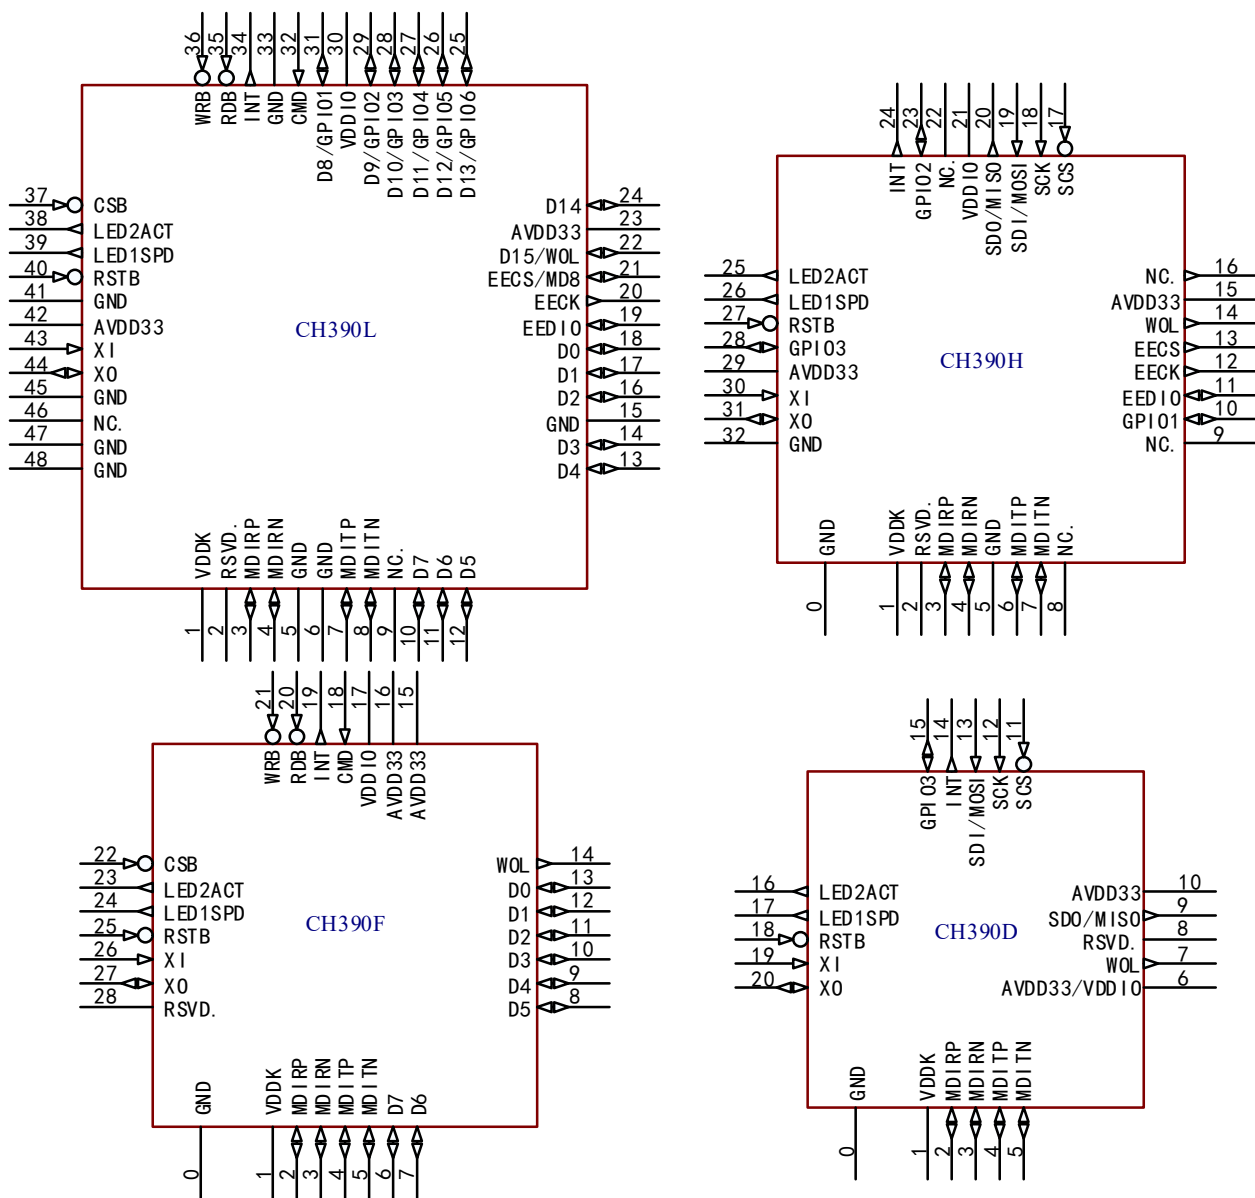 36 35 34 33 32 31 30 29 28 27 26 25
WRB RDB INT GND CMD D8/GPIO1 VDDIO D9/GPIO2 D10/GPIO3 D11/GPIO4 D12/GPIO5 D13/GPIO6
37 CSB
38 LED2ACT
39 LED1SPD
40 RSTB
41 GND
42 AVDD33
43 XI
44 XO
45 GND
46 NC.
47 GND
48 GND
CH390L
D14 24
AVDD33 23
D15/WOL 22
EECS/MD8 21
EECK 20
EEDIO 19
D0 18
D1 17
D2 16
GND 15
D3 14
D4 13
VDDK RSVD. MDIRP MDIRN GND GND MDITP MDITN NC. D7 D6 D5
1 2 3 4 5 6 7 8 9 10 11 12
24 23 22 21 20 19 18 17
INT GPIO2 NC. VDDIO SDO/MISO SDI/MOSI SCK SCS
25 LED2ACT
26 LED1SPD
27 RSTB
28 GPIO3
29 AVDD33
30 XI
31 XO
32 GND
CH390H
NC. 16
AVDD33 15
WOL 14
EECS 13
EECK 12
EEDIO 11
GPIO1 10
NC. 9
GND VDDK RSVD. MDIRP MDIRN GND MDITP MDITN NC.
0 1 2 3 4 5 6 7 8
21 20 19 18 17 16 15
WRB RDB INT CMD VDDIO AVDD33 AVDD33
22 CSB
23 LED2ACT
24 LED1SPD
25 RSTB
26 XI
27 XO
28 RSVD.
CH390F
WOL 14
D0 13
D1 12
D2 11
D3 10
D4 9
D5 8
GND VDDK MDIRP MDIRN MDITP MDITN D7 D6
0 1 2 3 4 5 6 7
15 14 13 12 11
GPIO3 INT SDI/MOSI SCK SCS
16 LED2ACT
17 LED1SPD
18 RSTB
19 XI
20 XO
CH390D
AVDD33 10
SDO/MISO 9
RSVD. 8
WOL 7
AVDD33/VDDIO 6
GND VDDK MDIRP MDIRN MDITP MDITN
0 1 2 3 4 5